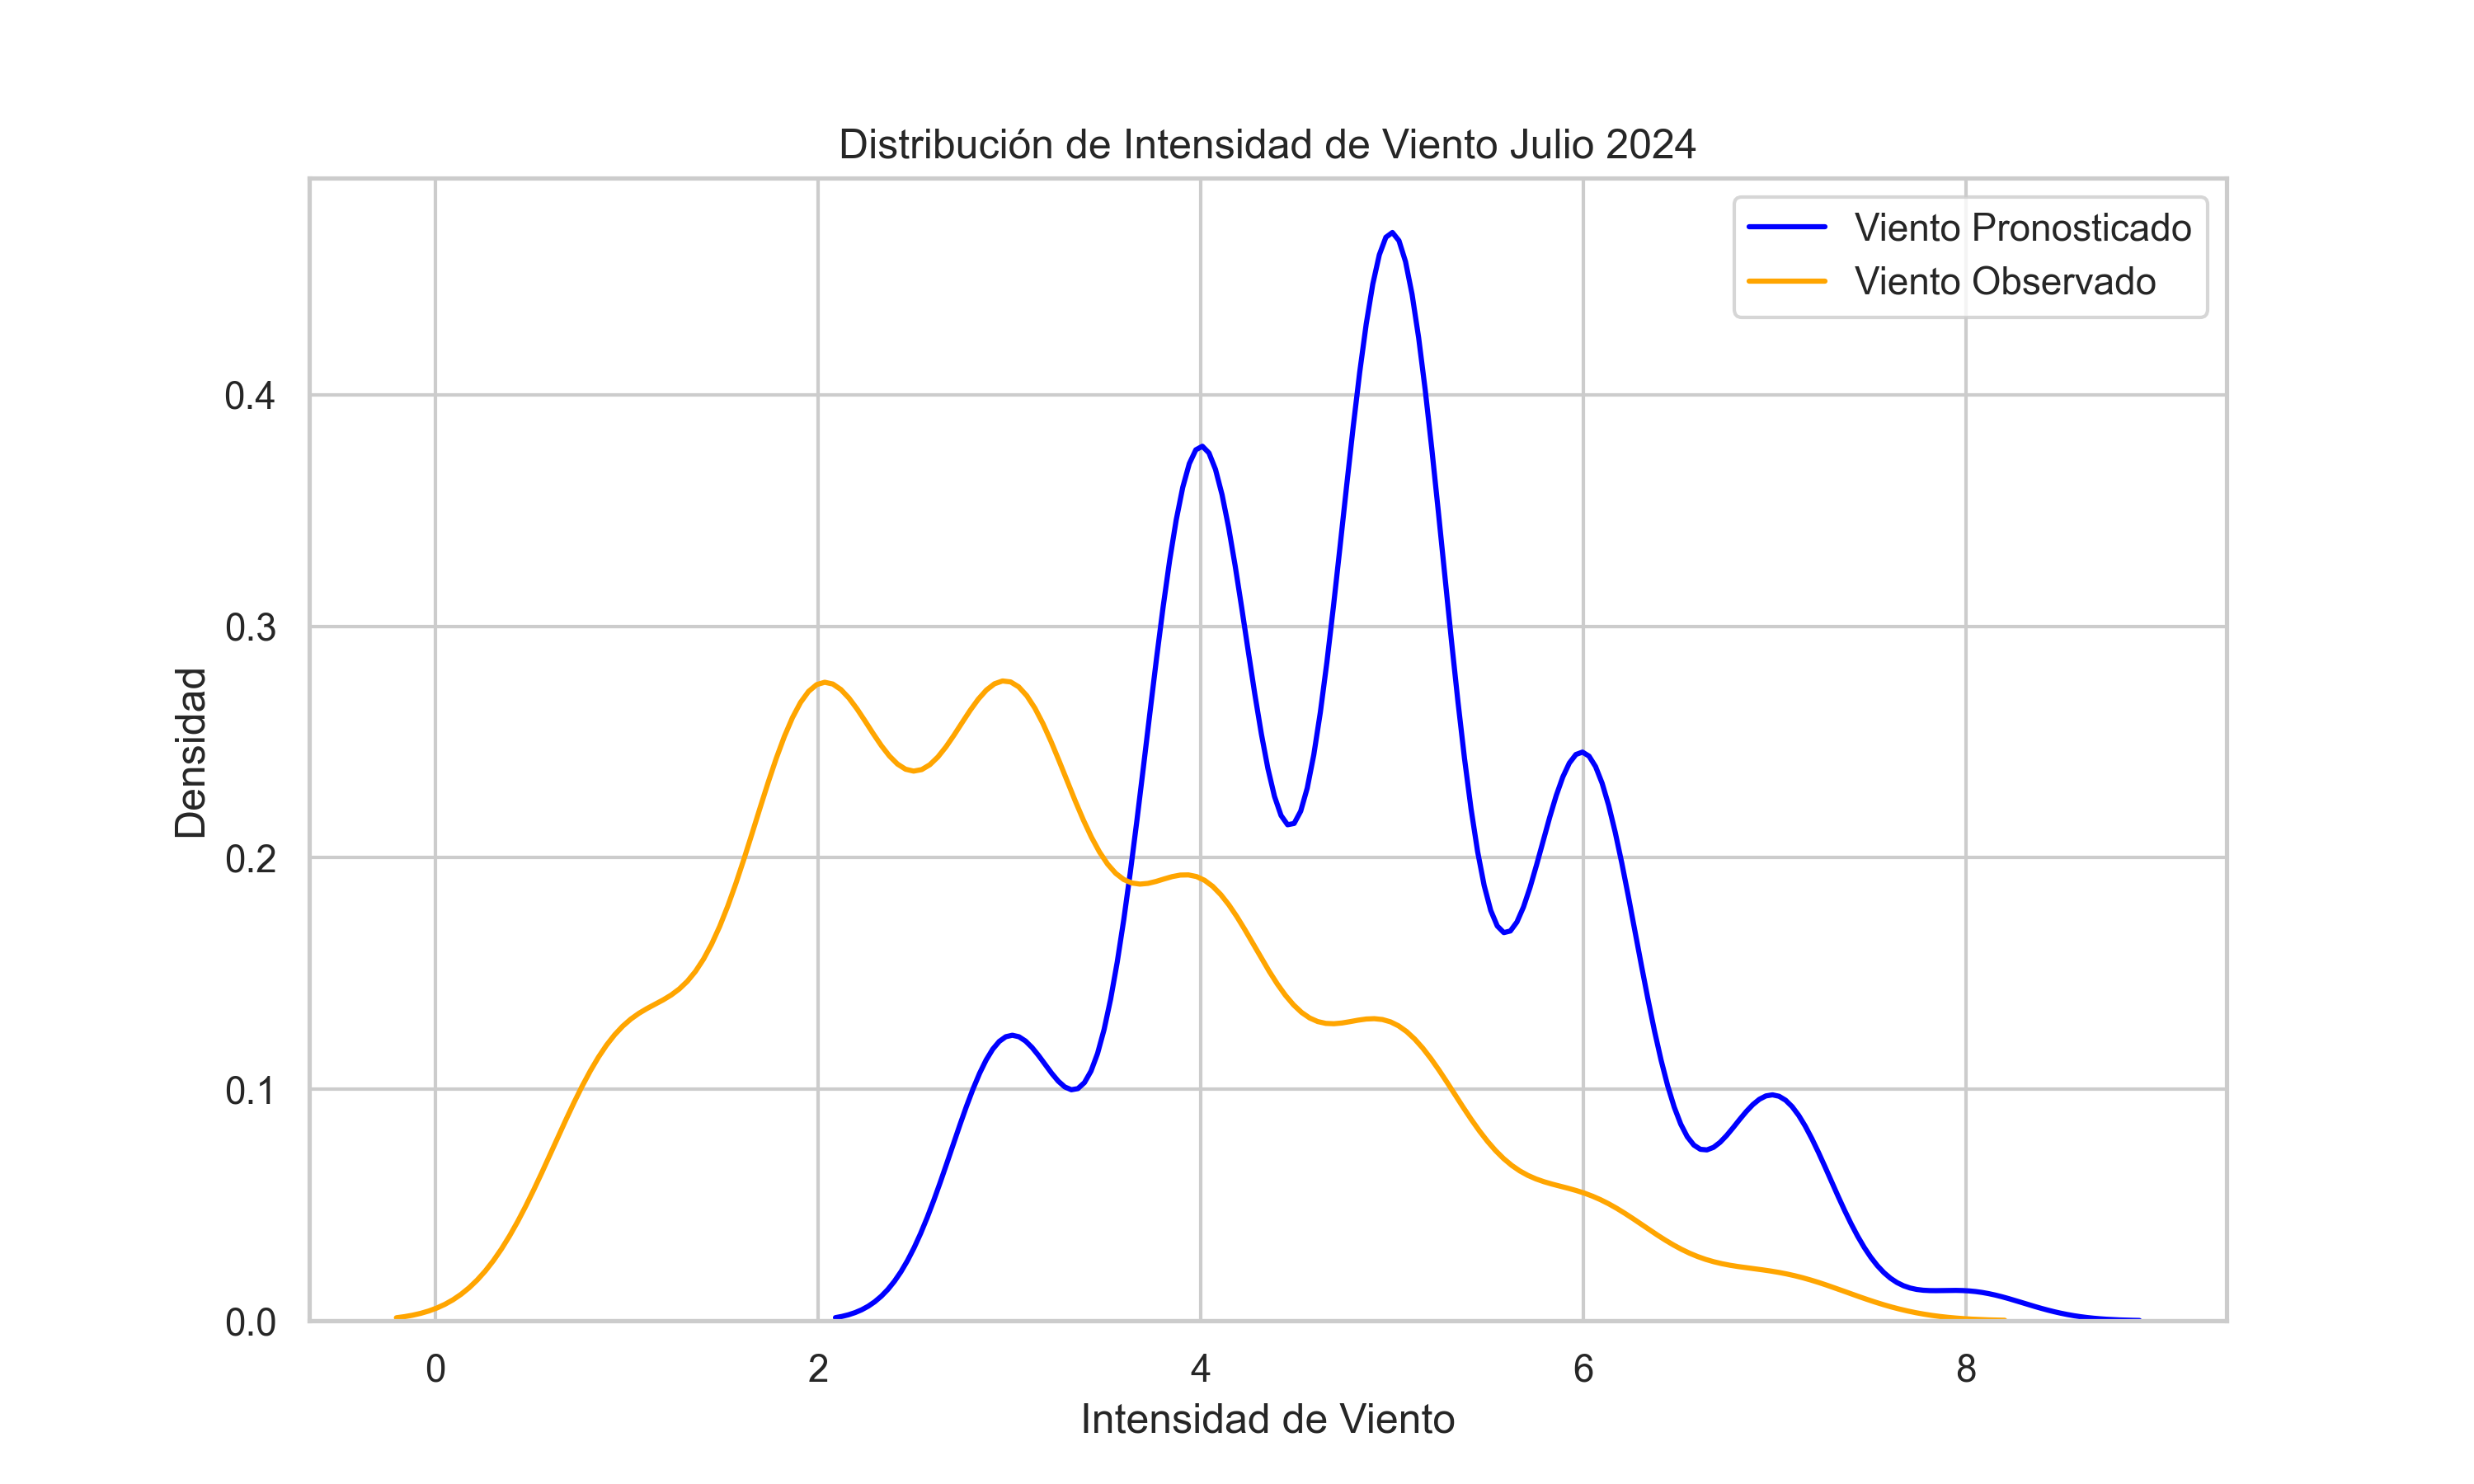 Distribución de Intensidad de Viento Julio 2024
Viento Pronosticado
Viento Observado
Densidad
0.4
0.3
0.2
0.1
0.0
0 2 4 6 8
Intensidad de Viento